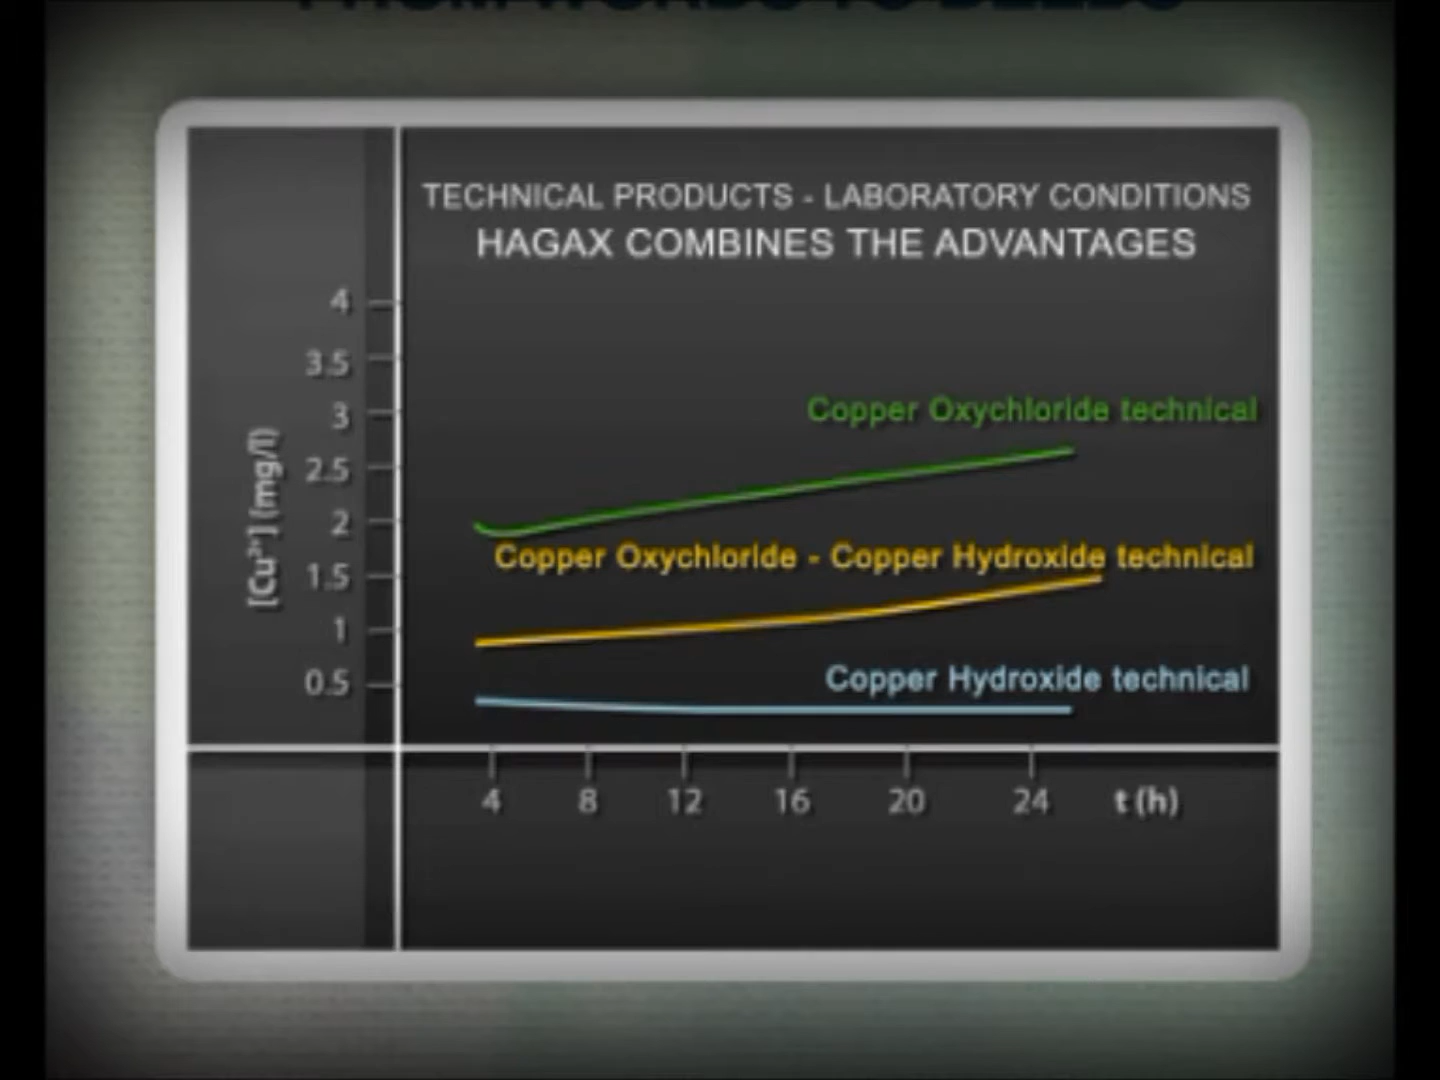 TECHNICAL PRODUCTS - LABORATORY CONDITIONS
HAGAX COMBINES THE ADVANTAGES
[Cu²⁺] (mg/l)
4
3.5
3
2.5
2
1.5
1
0.5
Copper Oxychloride technical
Copper Oxychloride - Copper Hydroxide technical
Copper Hydroxide technical
4 8 12 16 20 24 t (h)